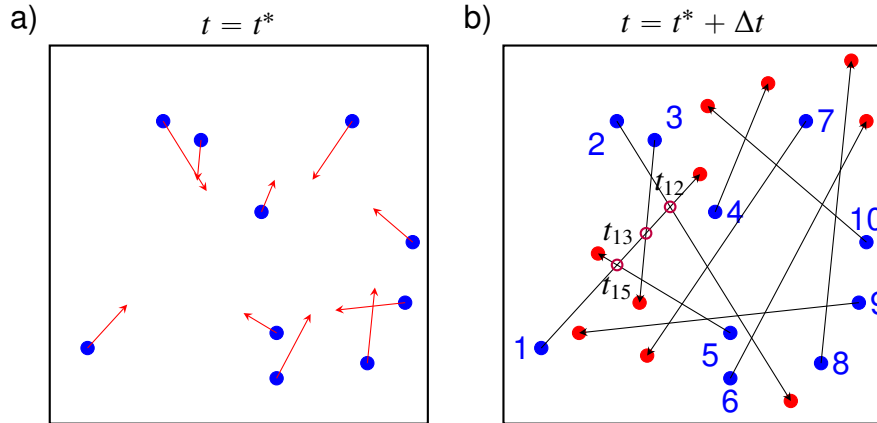 a)
t = t*
b)
t = t* + Δt
2
3
7
t₁₂
4
10
t₁₃
t₁₅
9
1
5
8
6